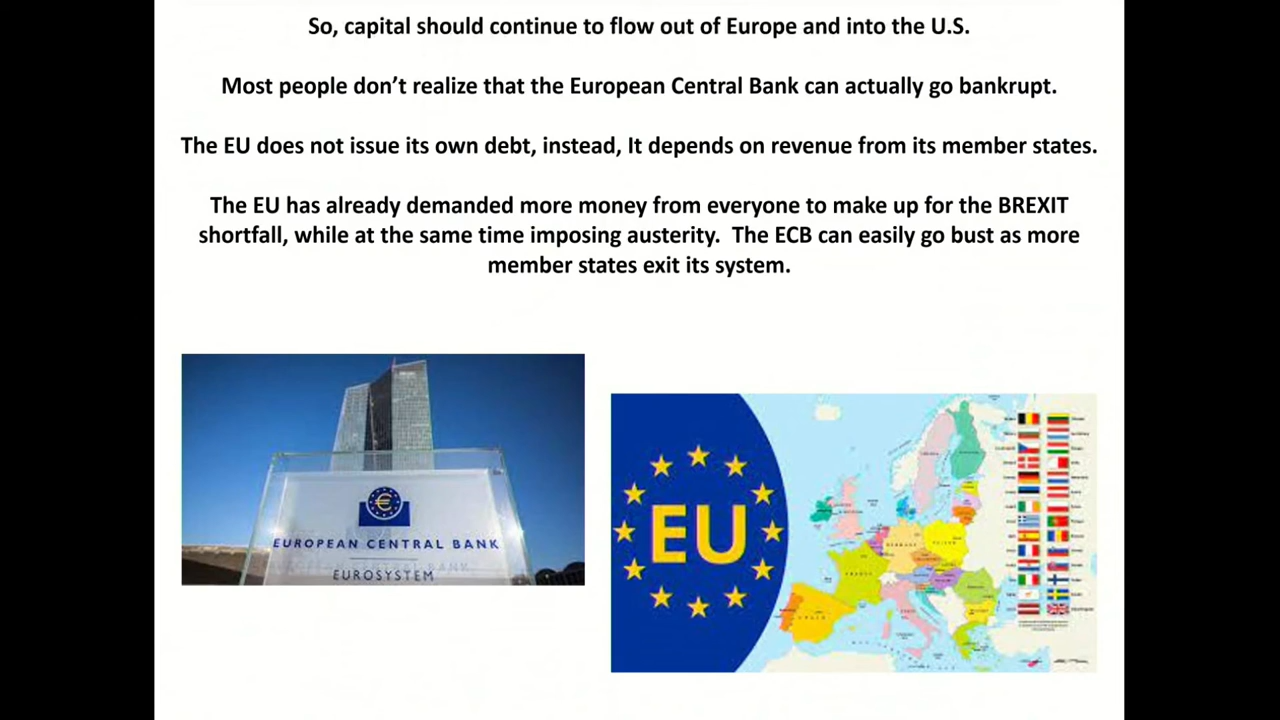 So, capital should continue to flow out of Europe and into the U.S.
Most people don’t realize that the European Central Bank can actually go bankrupt.
The EU does not issue its own debt, instead, It depends on revenue from its member states.
The EU has already demanded more money from everyone to make up for the BREXIT
shortfall, while at the same time imposing austerity.  The ECB can easily go bust as more
member states exit its system.
EUROPEAN CENTRAL BANK
EUROSYSTEM
EU
FRANCE
SPAIN